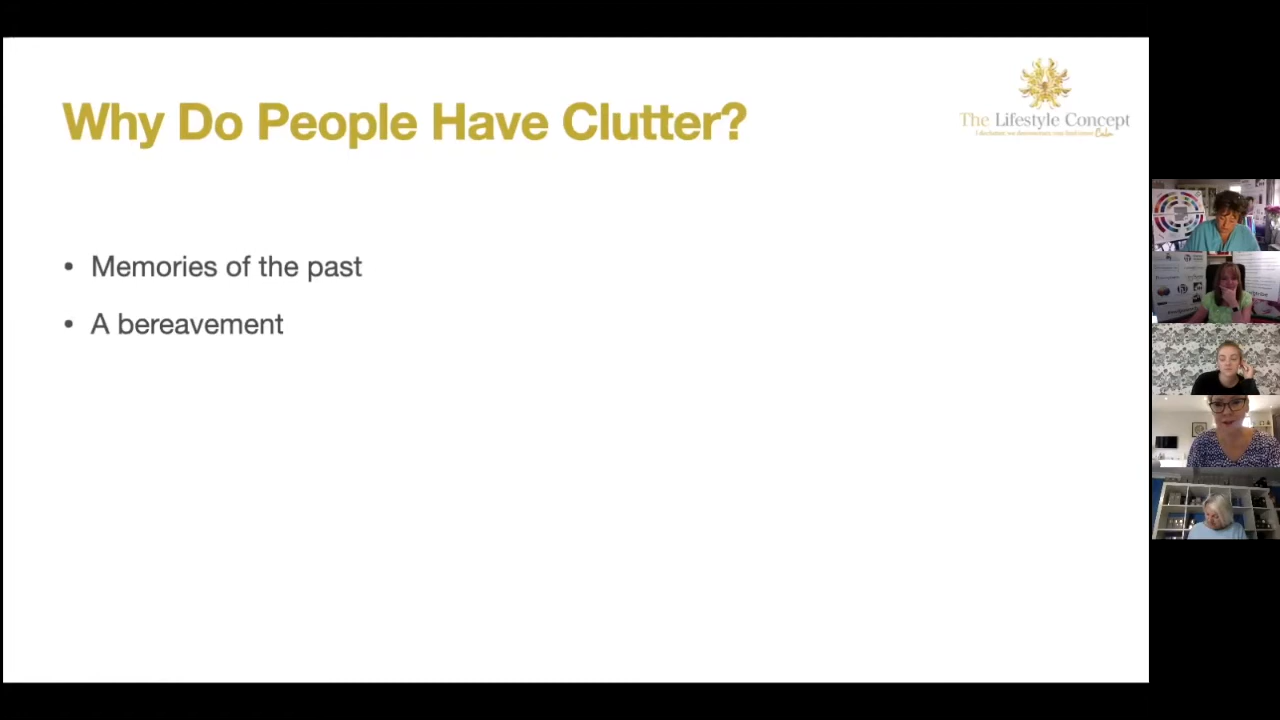 Why Do People Have Clutter?
The Lifestyle Concept
• Memories of the past
• A bereavement